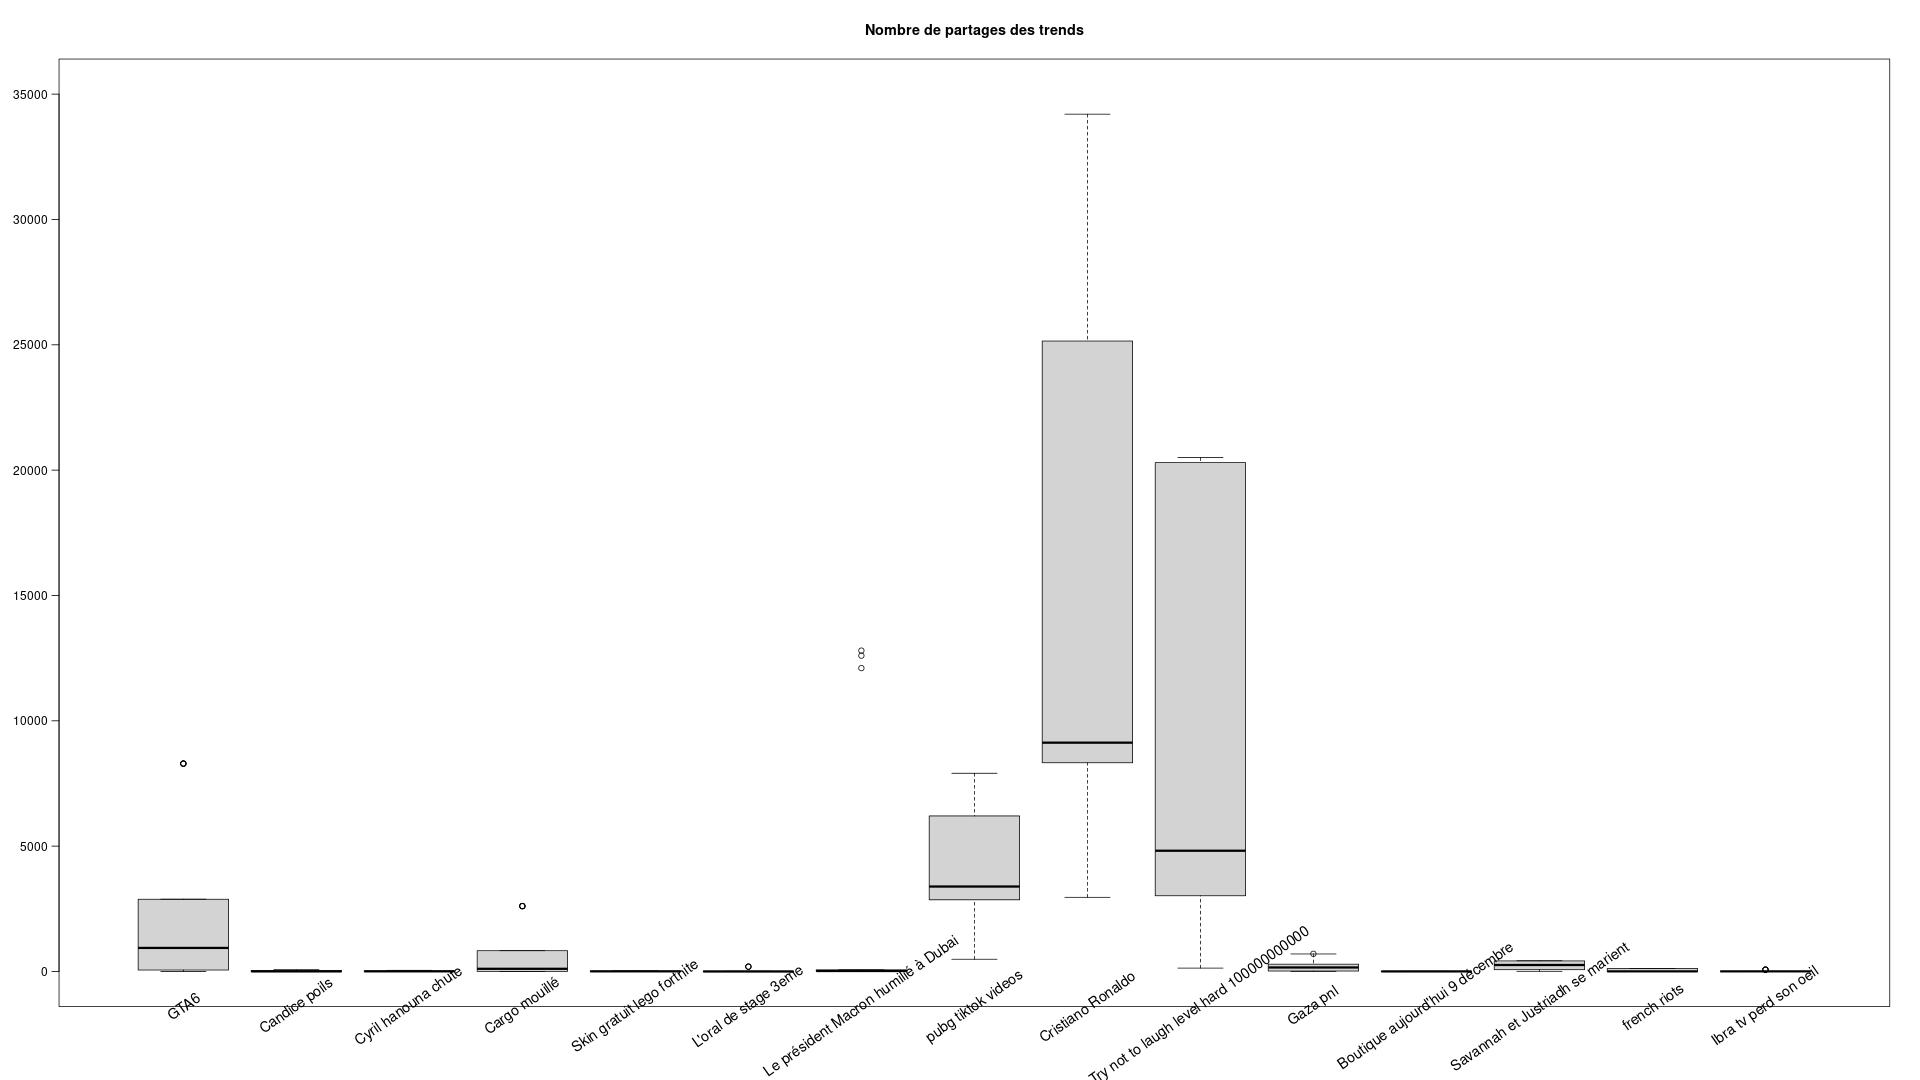 Nombre de partages des trends
35000
30000
25000
20000
15000
10000
5000
0
GTA6
Candice poils
Cyril hanouna chute
Cargo mouillé
Skin gratuit lego fortnite
L'oral de stage 3eme
Le président Macron humilié à Dubai
pubg tiktok videos
Cristiano Ronaldo
Try not to laugh level hard 100000000000
Gaza pnl
Boutique aujourd'hui 9 décembre
Savannah et Justriadh se marient
french riots
Ibra tv perd son oeil